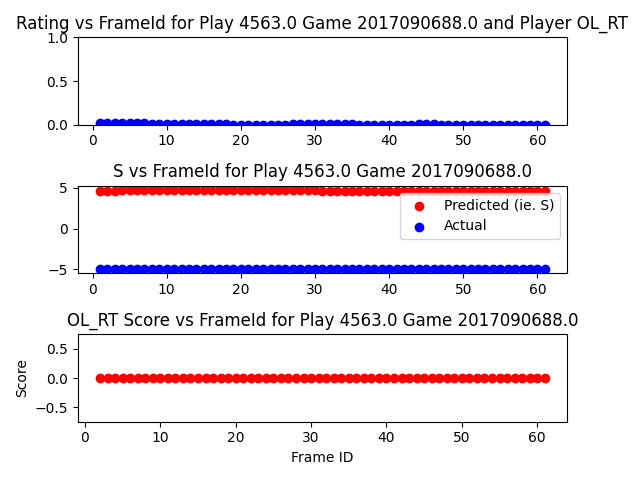 Rating vs FrameId for Play 4563.0 Game 2017090688.0 and Player OL_RT
1.0
0.5
0.0
0 10 20 30 40 50 60
S vs FrameId for Play 4563.0 Game 2017090688.0
5
0
−5
Predicted (ie. S)
Actual
0 10 20 30 40 50 60
OL_RT Score vs FrameId for Play 4563.0 Game 2017090688.0
Score
0.5
0.0
−0.5
0 10 20 30 40 50 60
Frame ID